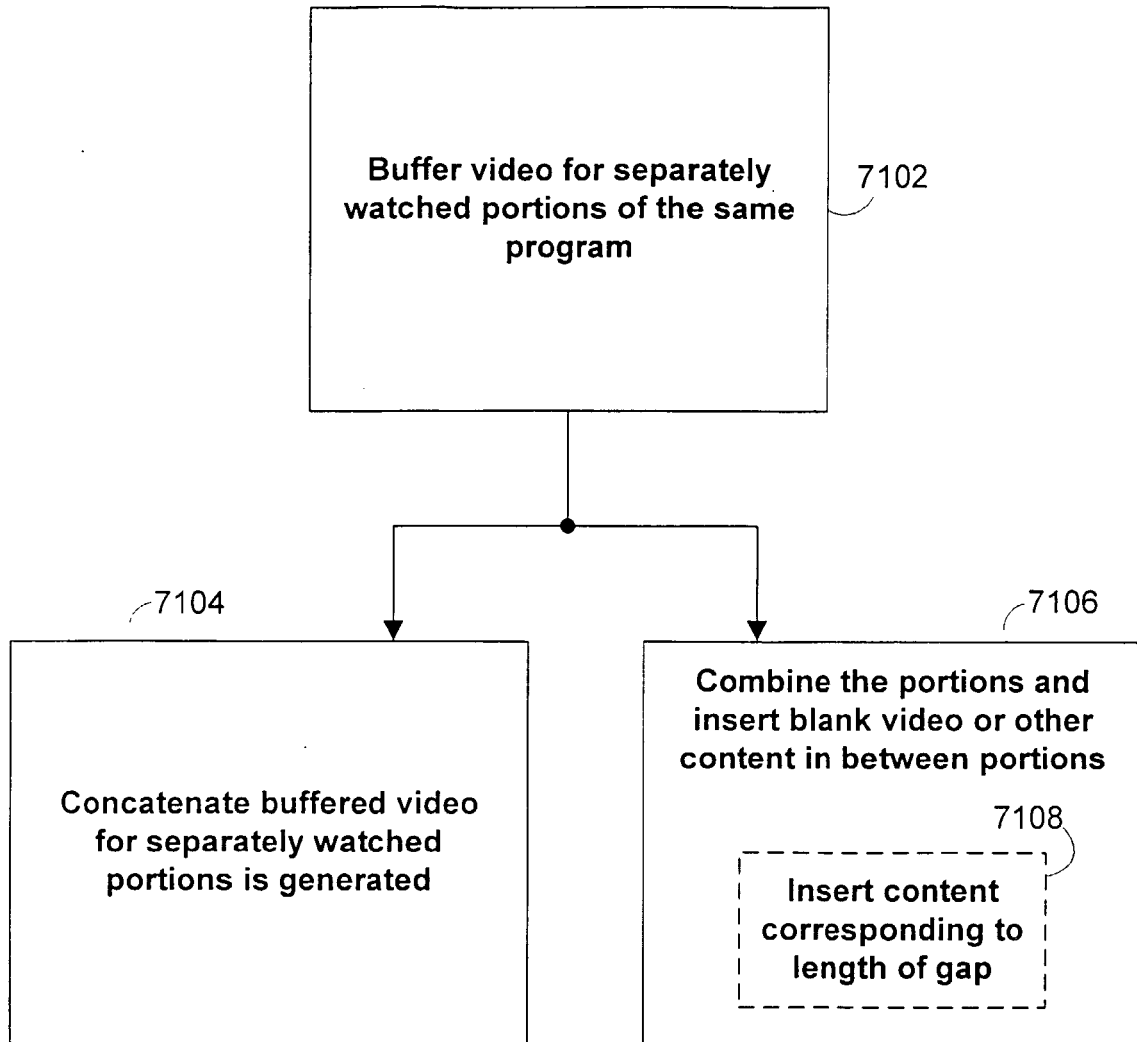 Buffer video for separately
watched portions of the same
program
7102
7104
Concatenate buffered video
for separately watched
portions is generated
7106
Combine the portions and
insert blank video or other
content in between portions
7108
Insert content
corresponding to
length of gap